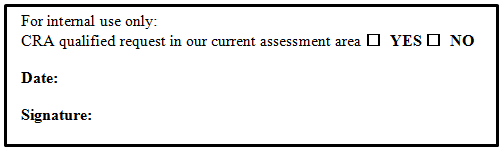 For internal use only:
CRA qualified request in our current assessment area ☐ YES ☐ NO
Date:
Signature: